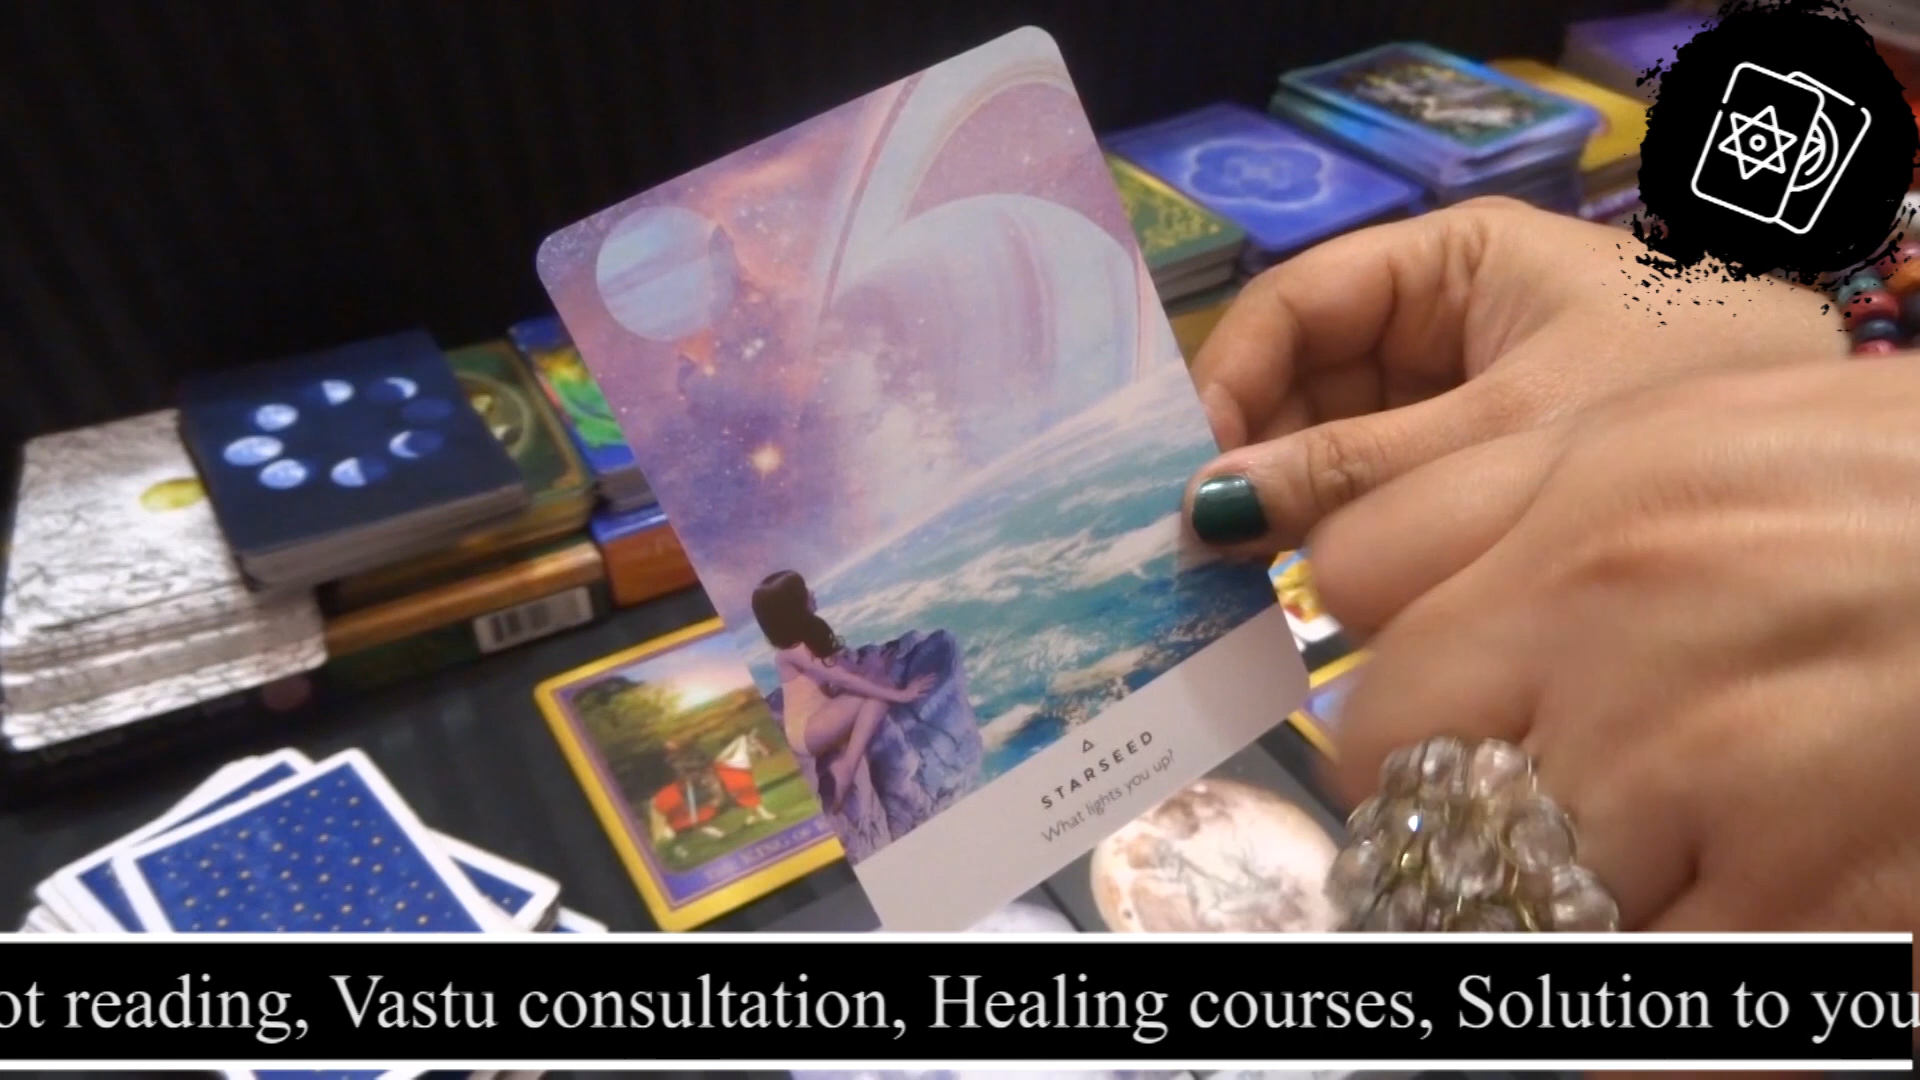 STARSEED
What lights you up?
ot reading, Vastu consultation, Healing courses, Solution to you